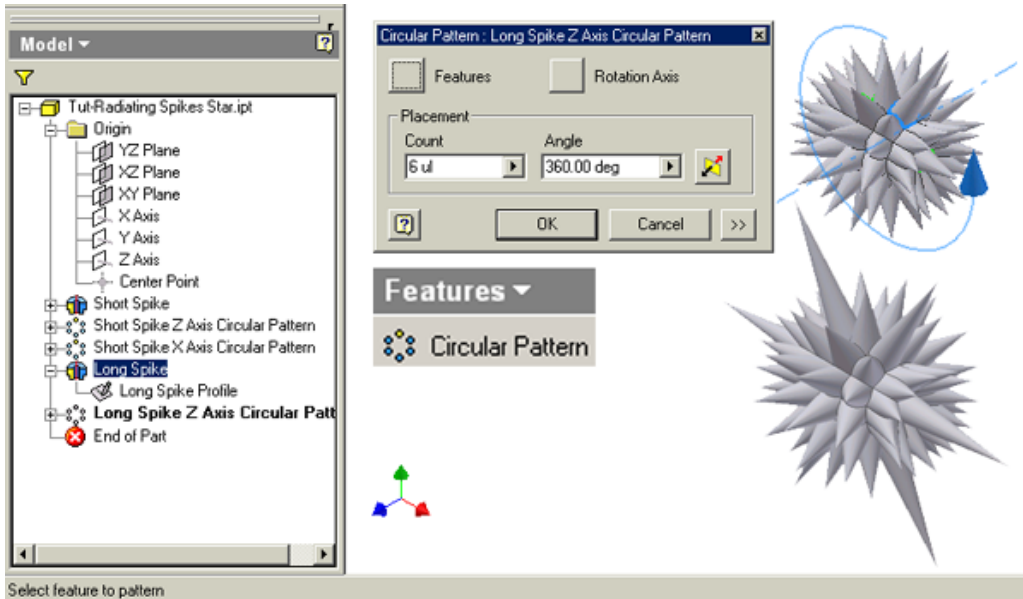 Model
Tut-Radiating Spikes Star.ipt
Origin
YZ Plane
XZ Plane
XY Plane
X Axis
Y Axis
Z Axis
Center Point
Short Spike
Short Spike Z Axis Circular Pattern
Short Spike X Axis Circular Pattern
Long Spike
Long Spike Profile
Long Spike Z Axis Circular Patt
End of Part
Select feature to pattern
Circular Pattern : Long Spike Z Axis Circular Pattern
Features Rotation Axis
Placement
Count Angle
6 ul 360.00 deg
? OK Cancel >>
Features
Circular Pattern